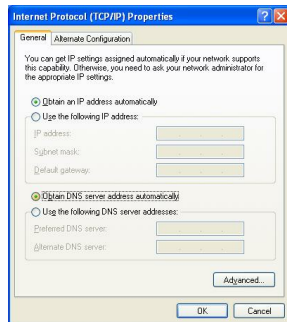 Internet Protocol (TCP/IP) Properties
General Alternate Configuration
You can get IP settings assigned automatically if your network supports
this capability. Otherwise, you need to ask your network administrator for
the appropriate IP settings.
Obtain an IP address automatically
Use the following IP address:
IP address:
Subnet mask:
Default gateway:
Obtain DNS server address automatically
Use the following DNS server addresses:
Preferred DNS server:
Alternate DNS server:
Advanced...
OK Cancel